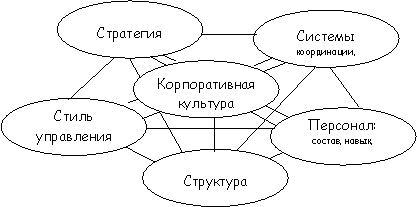 Стратегия
Системы
координации,
Корпоративная
культура
Стиль
управления
Персонал:
состав, навык,
Структура